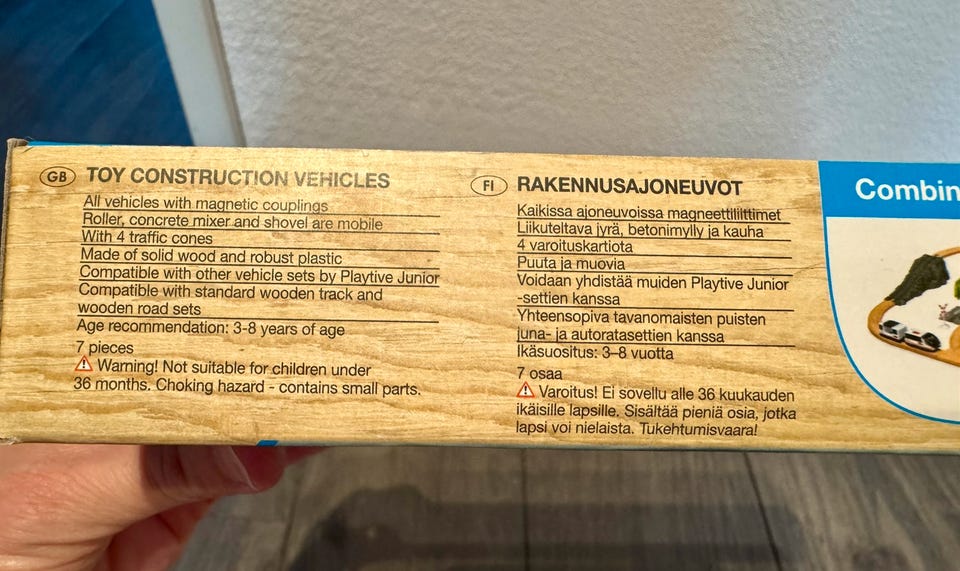 GB TOY CONSTRUCTION VEHICLES
All vehicles with magnetic couplings
Roller, concrete mixer and shovel are mobile
With 4 traffic cones
Made of solid wood and robust plastic
Compatible with other vehicle sets by Playtive Junior
Compatible with standard wooden track and
wooden road sets
Age recommendation: 3-8 years of age
7 pieces
Warning! Not suitable for children under
36 months. Choking hazard - contains small parts.
FI RAKENNUSAJONEUVOT
Kaikissa ajoneuvoissa magneettiliittimet
Liikuteltava jyrä, betonimylly ja kauha
4 varoituskartiota
Puuta ja muovia
Voidaan yhdistää muiden Playtive Junior
-settien kanssa
Yhteensopiva tavanomaisten puisten
juna- ja autoratasettien kanssa
Ikäsuositus: 3–8 vuotta
7 osaa
Varoitus! Ei sovellu alle 36 kuukauden
ikäisille lapsille. Sisältää pieniä osia, jotka
lapsi voi nielaista. Tukehtumisvaara!
Combin